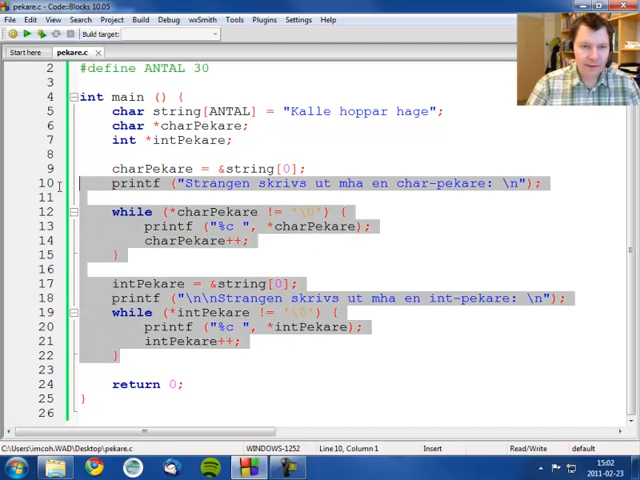 pekare.c - Code::Blocks 10.05
File Edit View Search Project Build Debug wxSmith Tools Plugins Settings Help
Build target:
Start here pekare.c
2 #define ANTAL 30
3
4 int main () {
5 char string[ANTAL] = "Kalle hoppar hage";
6 char *charPekare;
7 int *intPekare;
8
9 charPekare = &string[0];
10 printf ("Strangen skrivs ut mha en char-pekare: \n");
11
12 while (*charPekare != '\0') {
13 printf ("%c ", *charPekare);
14 charPekare++;
15 }
16
17 intPekare = &string[0];
18 printf ("\n\nStrangen skrivs ut mha en int-pekare: \n");
19 while (*intPekare != '\0') {
20 printf ("%c ", *intPekare);
21 intPekare++;
22 }
23
24 return 0;
25 }
26
C:\Users\imcoh.WAD\Desktop\pekare.c WINDOWS-1252 Line 10, Column 1 Insert Read/Write default
15:02
2011-02-23